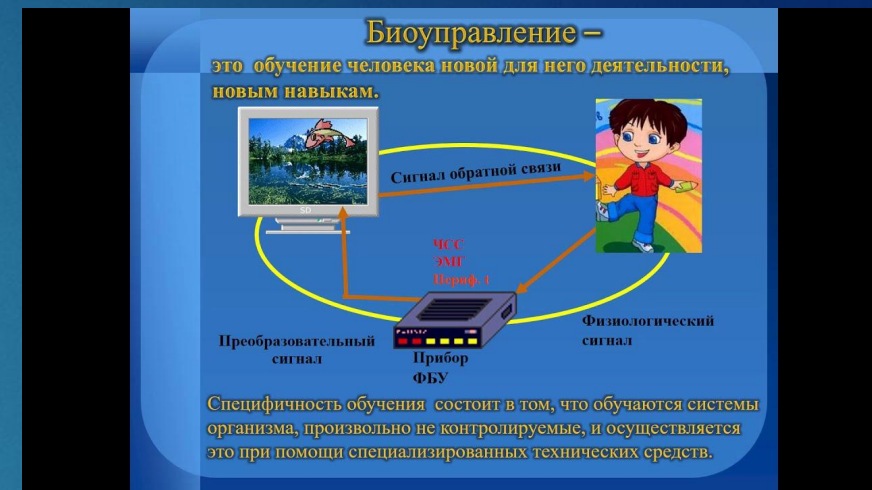 Биоуправление –
это обучение человека новой для него деятельности,
новым навыкам.
Сигнал обратной связи
SD
ЧСС
ЭМГ
Периф. t
Физиологический
сигнал
Преобразовательный
сигнал
Прибор
ФБУ
Специфичность обучения состоит в том, что обучаются системы
организма, произвольно не контролируемые, и осуществляется
это при помощи специализированных технических средств.